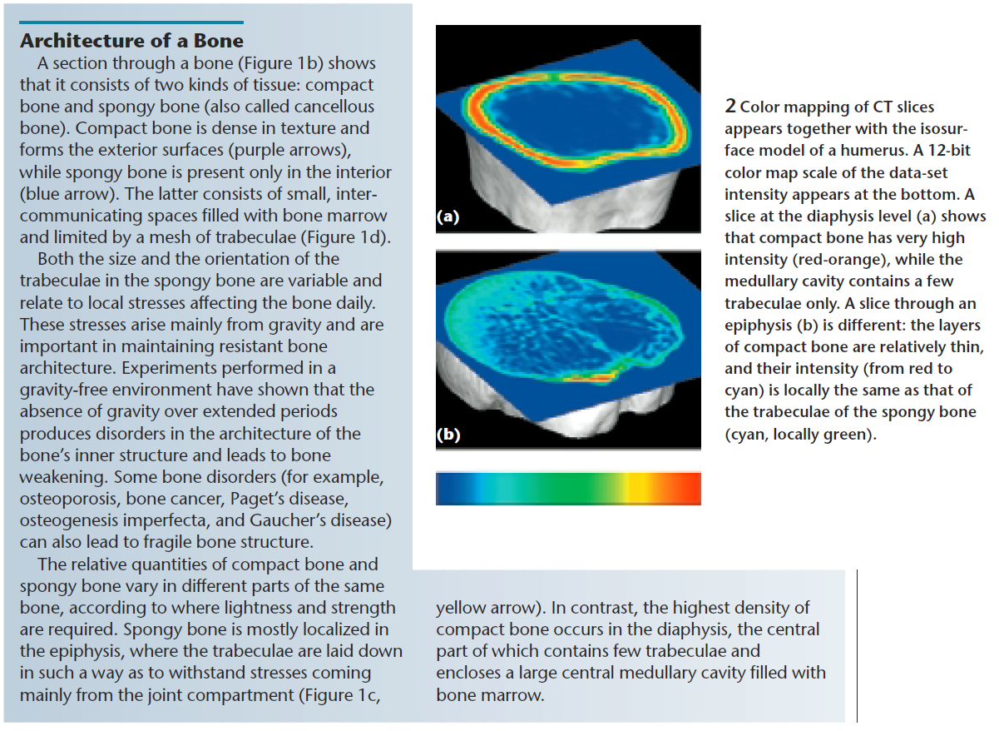 Architecture of a Bone
A section through a bone (Figure 1b) shows
that it consists of two kinds of tissue: compact
bone and spongy bone (also called cancellous
bone). Compact bone is dense in texture and
forms the exterior surfaces (purple arrows),
while spongy bone is present only in the interior
(blue arrow). The latter consists of small, inter-
communicating spaces filled with bone marrow
and limited by a mesh of trabeculae (Figure 1d).
Both the size and the orientation of the
trabeculae in the spongy bone are variable and
relate to local stresses affecting the bone daily.
These stresses arise mainly from gravity and are
important in maintaining resistant bone
architecture. Experiments performed in a
gravity-free environment have shown that the
absence of gravity over extended periods
produces disorders in the architecture of the
bone’s inner structure and leads to bone
weakening. Some bone disorders (for example,
osteoporosis, bone cancer, Paget’s disease,
osteogenesis imperfecta, and Gaucher’s disease)
can also lead to fragile bone structure.
The relative quantities of compact bone and
spongy bone vary in different parts of the same
bone, according to where lightness and strength
are required. Spongy bone is mostly localized in
the epiphysis, where the trabeculae are laid down
in such a way as to withstand stresses coming
mainly from the joint compartment (Figure 1c,
yellow arrow). In contrast, the highest density of
compact bone occurs in the diaphysis, the central
part of which contains few trabeculae and
encloses a large central medullary cavity filled with
bone marrow.
(a)
(b)
2 Color mapping of CT slices
appears together with the isosur-
face model of a humerus. A 12-bit
color map scale of the data-set
intensity appears at the bottom. A
slice at the diaphysis level (a) shows
that compact bone has very high
intensity (red-orange), while the
medullary cavity contains a few
trabeculae only. A slice through an
epiphysis (b) is different: the layers
of compact bone are relatively thin,
and their intensity (from red to
cyan) is locally the same as that of
the trabeculae of the spongy bone
(cyan, locally green).